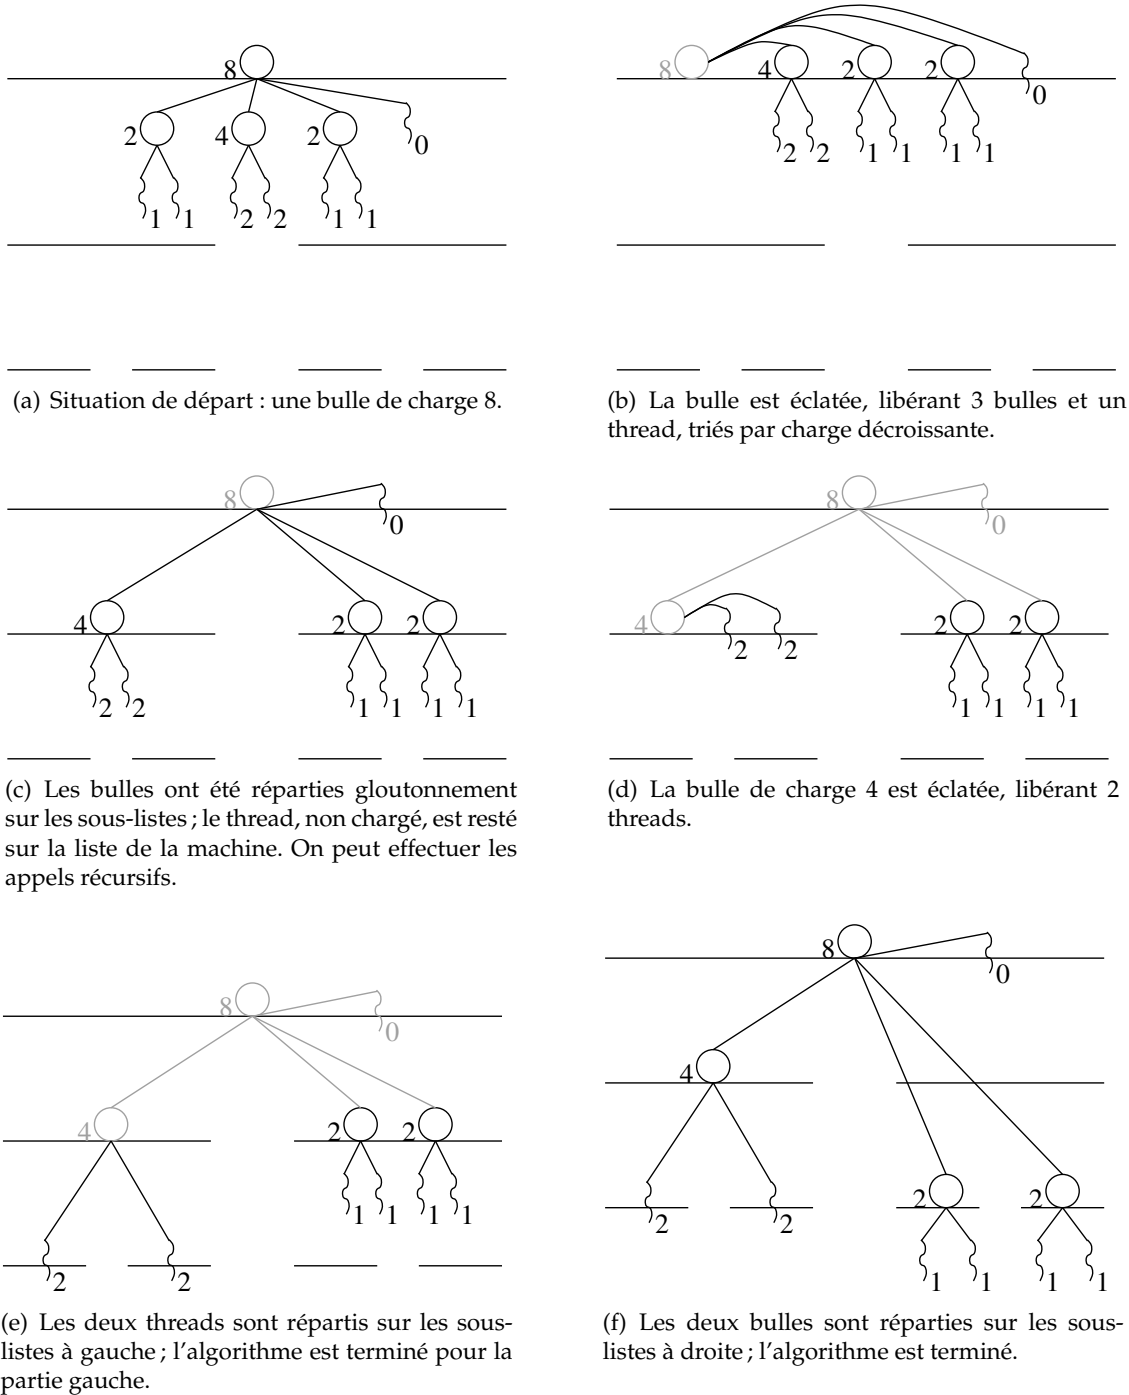 8
2 4 2 0
1 1 2 2 1 1
(a) Situation de départ : une bulle de charge 8.
8 4 2 2 0
2 2 1 1 1 1
(b) La bulle est éclatée, libérant 3 bulles et un
thread, triés par charge décroissante.
8 0
4 2 2
2 2 1 1 1 1
(c) Les bulles ont été réparties gloutonnement
sur les sous-listes ; le thread, non chargé, est resté
sur la liste de la machine. On peut effectuer les
appels récursifs.
8 0
4 2 2 2 2
1 1 1 1
(d) La bulle de charge 4 est éclatée, libérant 2
threads.
8 0
4 2 2
1 1 1 1
2 2
(e) Les deux threads sont répartis sur les sous-
listes à gauche ; l'algorithme est terminé pour la
partie gauche.
8 0
4
2 2 2 2
1 1 1 1
(f) Les deux bulles sont réparties sur les sous-
listes à droite ; l'algorithme est terminé.